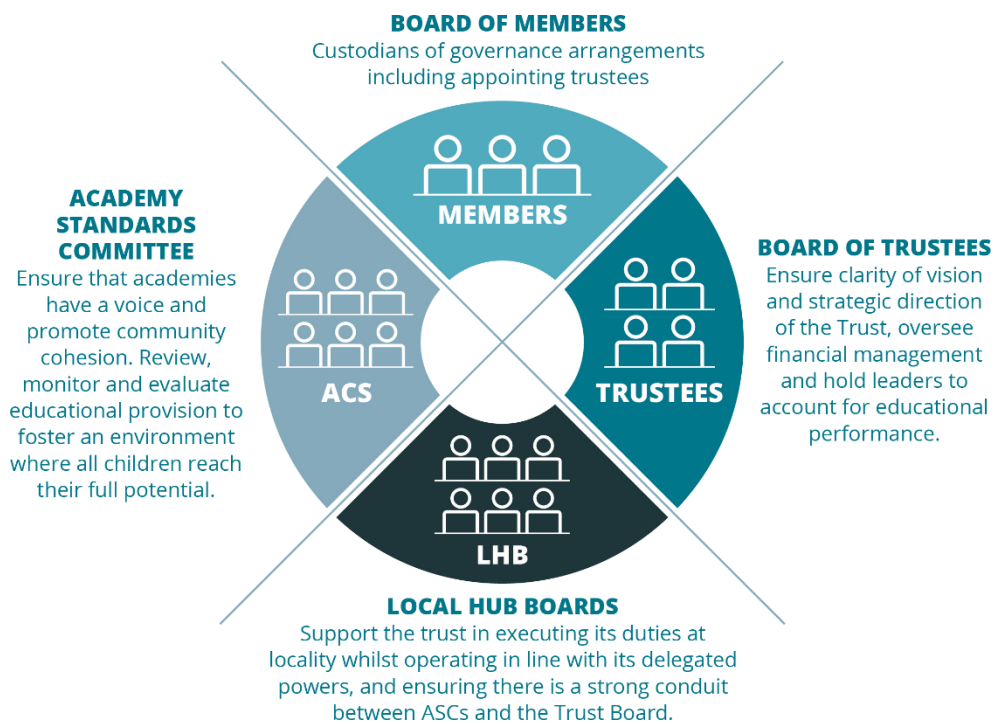 BOARD OF MEMBERS
Custodians of governance arrangements
including appointing trustees
MEMBERS
ACADEMY
STANDARDS
COMMITTEE
Ensure that academies
have a voice and
promote community
cohesion. Review,
monitor and evaluate
educational provision to
foster an environment
where all children reach
their full potential.
ACS
TRUSTEES
BOARD OF TRUSTEES
Ensure clarity of vision
and strategic direction
of the Trust, oversee
financial management
and hold leaders to
account for educational
performance.
LHB
LOCAL HUB BOARDS
Support the trust in executing its duties at
locality whilst operating in line with its delegated
powers, and ensuring there is a strong conduit
between ASCs and the Trust Board.